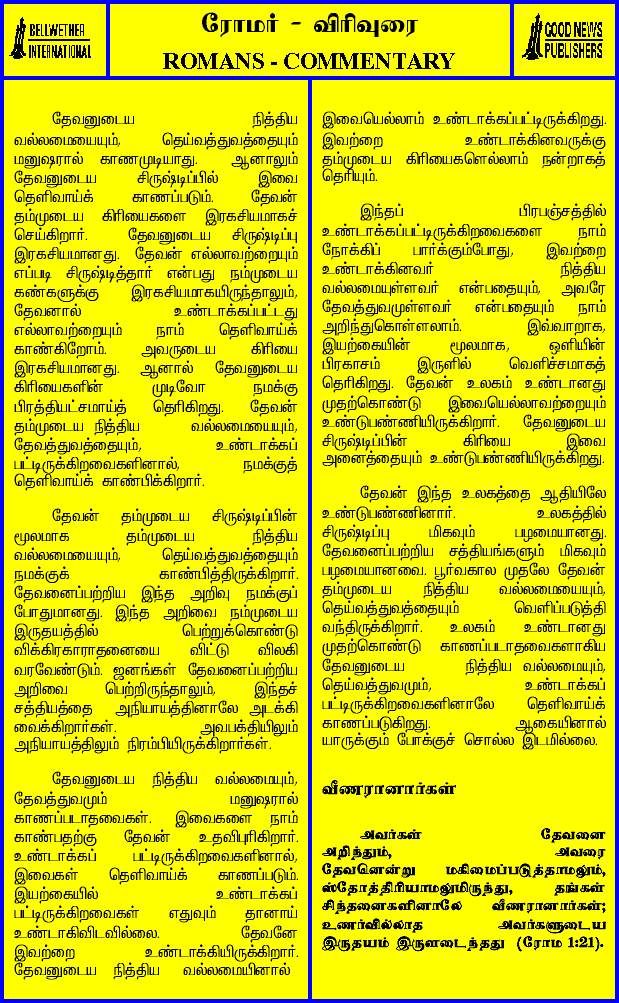 BELLWETHER
INTERNATIONAL
ரோமர் - விரிவுரை
ROMANS - COMMENTARY
GOOD NEWS
PUBLISHERS
தேவனுடைய நித்திய
வல்லமையையும், தெய்வத்துவத்தையும்
மனுஷரால் காணமுடியாது. ஆனாலும்
தேவனுடைய சிருஷ்டிப்பில் இவை
தெளிவாய்க் காணப்படும். தேவன்
தம்முடைய கிரியைகளை இரகசியமாகச்
செய்கிறார். தேவனுடைய சிருஷ்டிப்பு
இரகசியமானது. தேவன் எல்லாவற்றையும்
எப்படி சிருஷ்டித்தார் என்பது நம்முடைய
கண்களுக்கு இரகசியமாகயிருந்தாலும்,
தேவனால் உண்டாக்கப்பட்டது
எல்லாவற்றையும் நாம் தெளிவாய்க்
காண்கிறோம். அவருடைய கிரியை
இரகசியமானது. ஆனால் தேவனுடைய
கிரியைகளின் முடிவோ நமக்கு
பிரத்தியட்சமாய்த் தெரிகிறது. தேவன்
தம்முடைய நித்திய வல்லமையையும்,
தேவத்துவத்தையும், உண்டாக்கப்
பட்டிருக்கிறவைகளினால், நமக்குத்
தெளிவாய்க் காண்பிக்கிறார்.
தேவன் தம்முடைய சிருஷ்டிப்பின்
மூலமாக தம்முடைய நித்திய
வல்லமையையும், தெய்வத்துவத்தையும்
நமக்குக் காண்பித்திருக்கிறார்.
தேவனைப்பற்றிய இந்த அறிவு நமக்குப்
போதுமானது. இந்த அறிவை நம்முடைய
இருதயத்தில் பெற்றுக்கொண்டு
விக்கிரகாராதனையை விட்டு விலகி
வரவேண்டும். ஜனங்கள் தேவனைப்பற்றிய
அறிவை பெற்றிருந்தாலும், இந்தச்
சத்தியத்தை அநியாயத்தினாலே அடக்கி
வைக்கிறார்கள். அவபக்தியிலும்
அநியாயத்திலும் நிரம்பியிருக்கிறார்கள்.
தேவனுடைய நித்திய வல்லமையும்,
தேவத்துவமும் மனுஷரால்
காணப்படாதவைகள். இவைகளை நாம்
காண்பதற்கு தேவன் உதவிபுரிகிறார்.
உண்டாக்கப் பட்டிருக்கிறவைகளினால்,
இவைகள் தெளிவாய்க் காணப்படும்.
இயற்கையில் உண்டாக்கப்
பட்டிருக்கிறவைகள் எதுவும் தானாய்
உண்டாகிவிடவில்லை. தேவனே
இவற்றை உண்டாக்கியிருக்கிறார்.
தேவனுடைய நித்திய வல்லமையினால்
இவையெல்லாம் உண்டாக்கப்பட்டிருக்கிறது.
இவற்றை உண்டாக்கினவருக்கு
தம்முடைய கிரியைகளெல்லாம் நன்றாகத்
தெரியும்.
இந்தப் பிரபஞ்சத்தில்
உண்டாக்கப்பட்டிருக்கிறவைகளை நாம்
நோக்கிப் பார்க்கும்போது, இவற்றை
உண்டாக்கினவர் நித்திய
வல்லமையுள்ளவர் என்பதையும், அவரே
தேவத்துவமுள்ளவர் என்பதையும் நாம்
அறிந்துகொள்ளலாம். இவ்வாறாக,
இயற்கையின் மூலமாக, ஒளியின்
பிரகாசம் இருளில் வெளிச்சமாகத்
தெரிகிறது. தேவன் உலகம் உண்டானது
முதற்கொண்டு இவையெல்லாவற்றையும்
உண்டுபண்ணியிருக்கிறார். தேவனுடைய
சிருஷ்டிப்பின் கிரியை இவை
அனைத்தையும் உண்டுபண்ணியிருக்கிறது.
தேவன் இந்த உலகத்தை ஆதியிலே
உண்டுபண்ணினார். உலகத்தில்
சிருஷ்டிப்பு மிகவும் பழமையானது.
தேவனைப்பற்றிய சத்தியங்களும் மிகவும்
பழமையானவை. பூர்வகால முதலே தேவன்
தம்முடைய நித்திய வல்லமையையும்,
தெய்வத்துவத்தையும் வெளிப்படுத்தி
வந்திருக்கிறார். உலகம் உண்டானது
முதற்கொண்டு காணப்படாதவைகளாகிய
தேவனுடைய நித்திய வல்லமையும்,
தெய்வத்துவமும், உண்டாக்கப்
பட்டிருக்கிறவைகளினாலே தெளிவாய்க்
காணப்படுகிறது. ஆகையினால்
யாருக்கும் போக்குச் சொல்ல இடமில்லை.
வீணரானார்கள்
அவர்கள் தேவனை
அறிந்தும், அவரை
தேவனென்று மகிமைப்படுத்தாமலும்,
ஸ்தோத்திரியாமலுமிருந்து, தங்கள்
சிந்தனைகளினாலே வீணரானார்கள்;
உணர்வில்லாத அவர்களுடைய
இருதயம் இருளடைந்தது (ரோம 1:21).